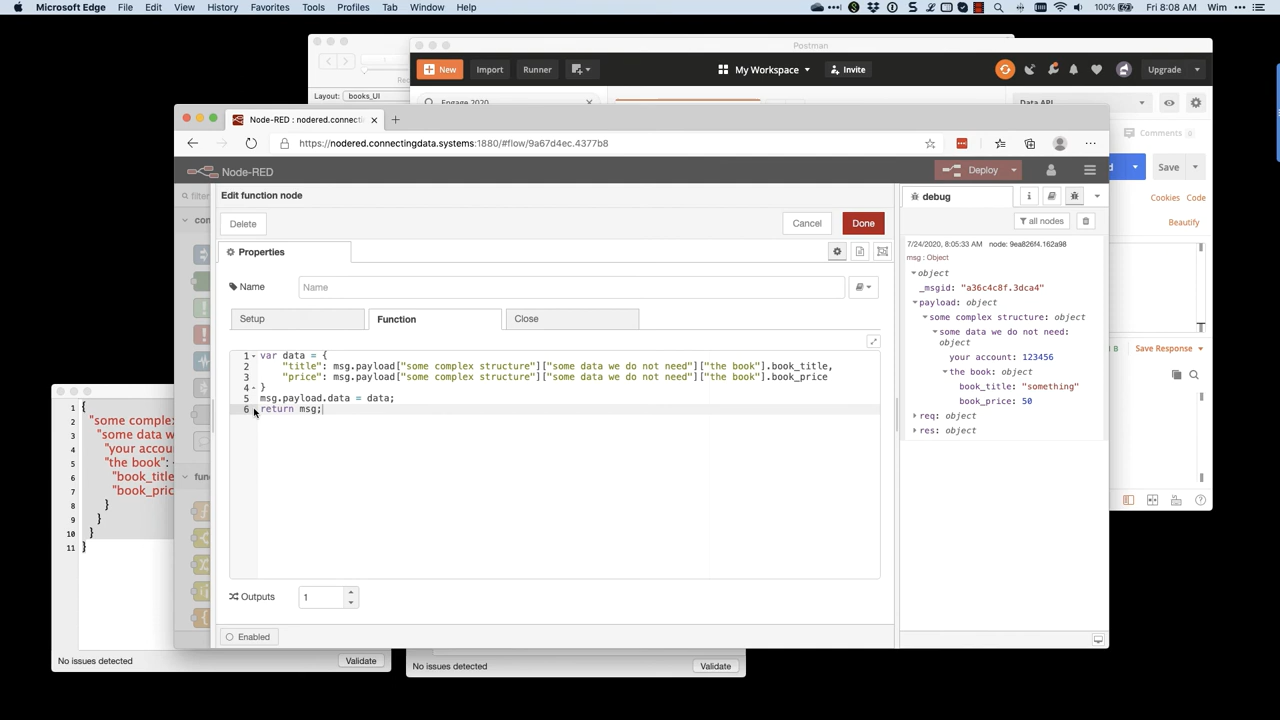 Microsoft Edge File Edit View History Favorites Tools Profiles Tab Window Help
100% Fri 8:08 AM Wim
Postman
New Import Runner My Workspace Invite Upgrade
Layout: books_UI
Engage 2020
Data API
Node-RED : nodered.connecti
https://nodered.connectingdata.systems:1880/#flow/9a67d4ec.4377b8
Comments 0
Node-RED
Deploy
Save
Edit function node
debug
Cookies Code
Delete
Cancel
Done
all nodes
Beautify
Properties
7/24/2020, 8:05:33 AM node: 9ea826f4.162a98
msg : Object
object
_msgid: "a36c4c8f.3dca4"
payload: object
some complex structure: object
some data we do not need:
object
your account: 123456
the book: object
book_title: "something"
book_price: 50
req: object
res: object
Name
Name
Setup
Function
Close
1 var data = {
2 "title": msg.payload["some complex structure"]["some data we do not need"]["the book"].book_title,
3 "price": msg.payload["some complex structure"]["some data we do not need"]["the book"].book_price
4 }
5 msg.payload.data = data;
6 return msg;
Outputs
1
Enabled
B Save Response
filter
1 {
2 "some comple
3 "some data w
4 "your accou
5 "the book":
6 "book_title
7 "book_pric
8 }
9 }
10 }
11 }
No issues detected
Validate
No issues detected
Validate